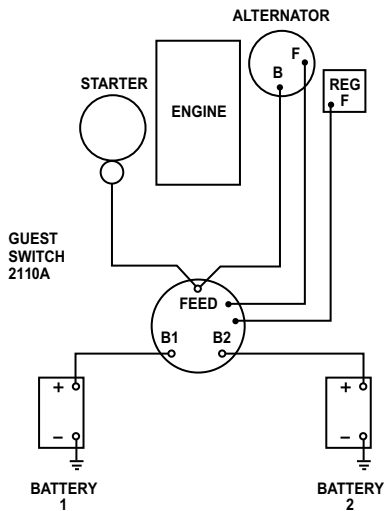 ALTERNATOR
F
B
STARTER
ENGINE
REG
F
GUEST
SWITCH
2110A
FEED
B1
B2
+
+
–
–
BATTERY
1
BATTERY
2